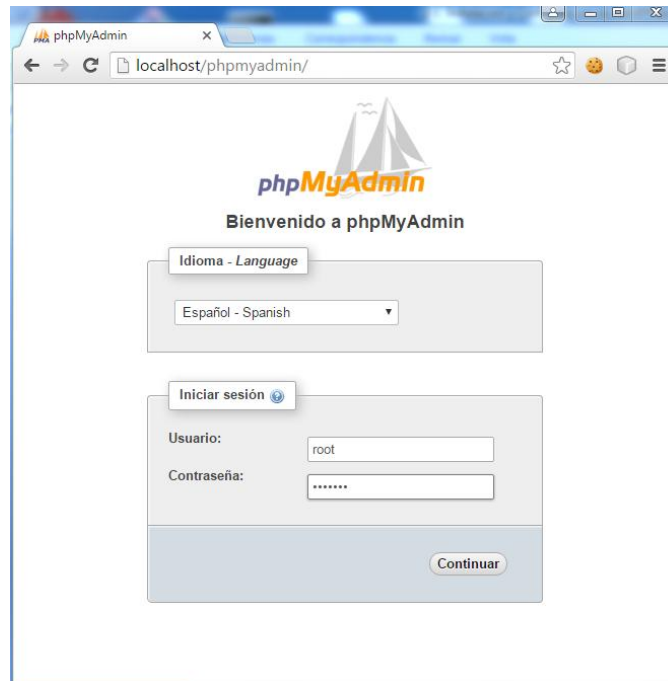 phpMyAdmin
localhost/phpmyadmin/
phpMyAdmin
Bienvenido a phpMyAdmin
Idioma - Language
Español - Spanish
Iniciar sesión
Usuario:
root
Contraseña:
•••••••
Continuar